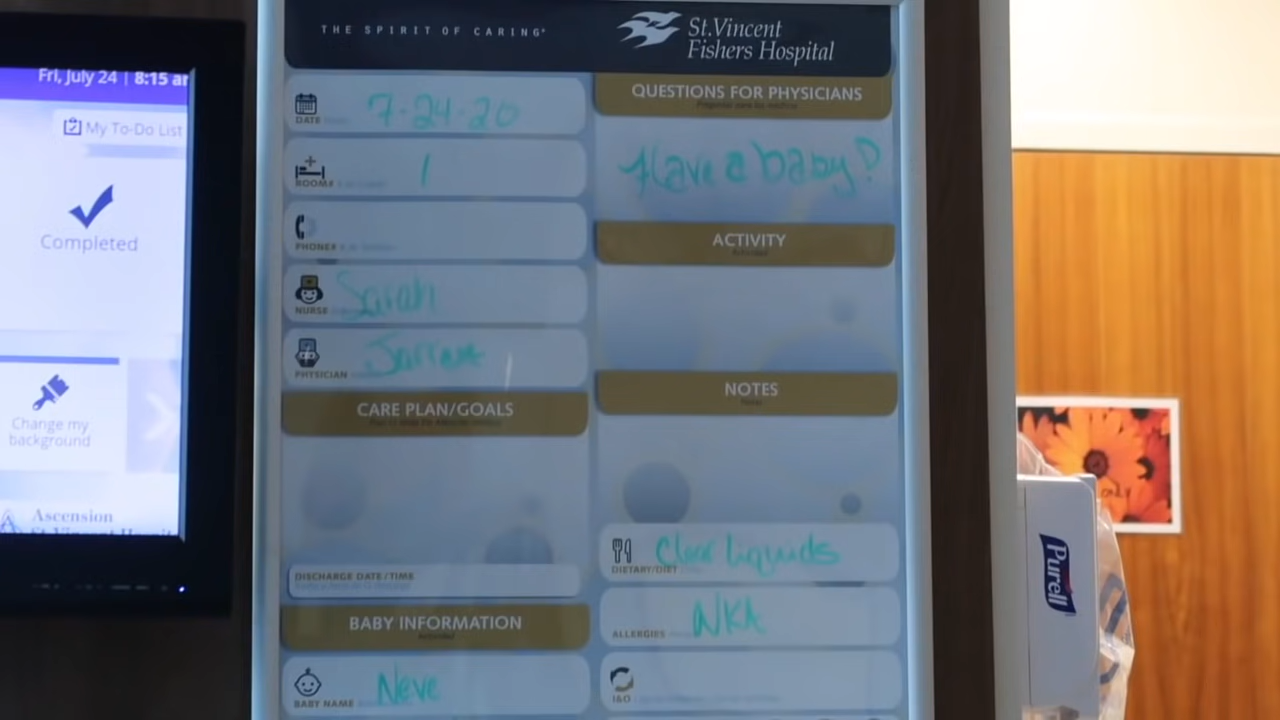 Fri, July 24 | 8:15 a
My To-Do List
Completed
Change my
background
Ascension
St.Vincent
THE SPIRIT OF CARING
St.Vincent
Fishers Hospital
DATE
7-24-20
ROOM#
1
PHONE#
NURSE
Sarah
PHYSICIAN
CARE PLAN/GOALS
DISCHARGE DATE/TIME
BABY INFORMATION
BABY NAME
Neve
QUESTIONS FOR PHYSICIANS
Have a baby?
ACTIVITY
NOTES
Clear liquids
DIETARY/DIET
NKA
ALLERGIES
I&O
ONLY
Purell